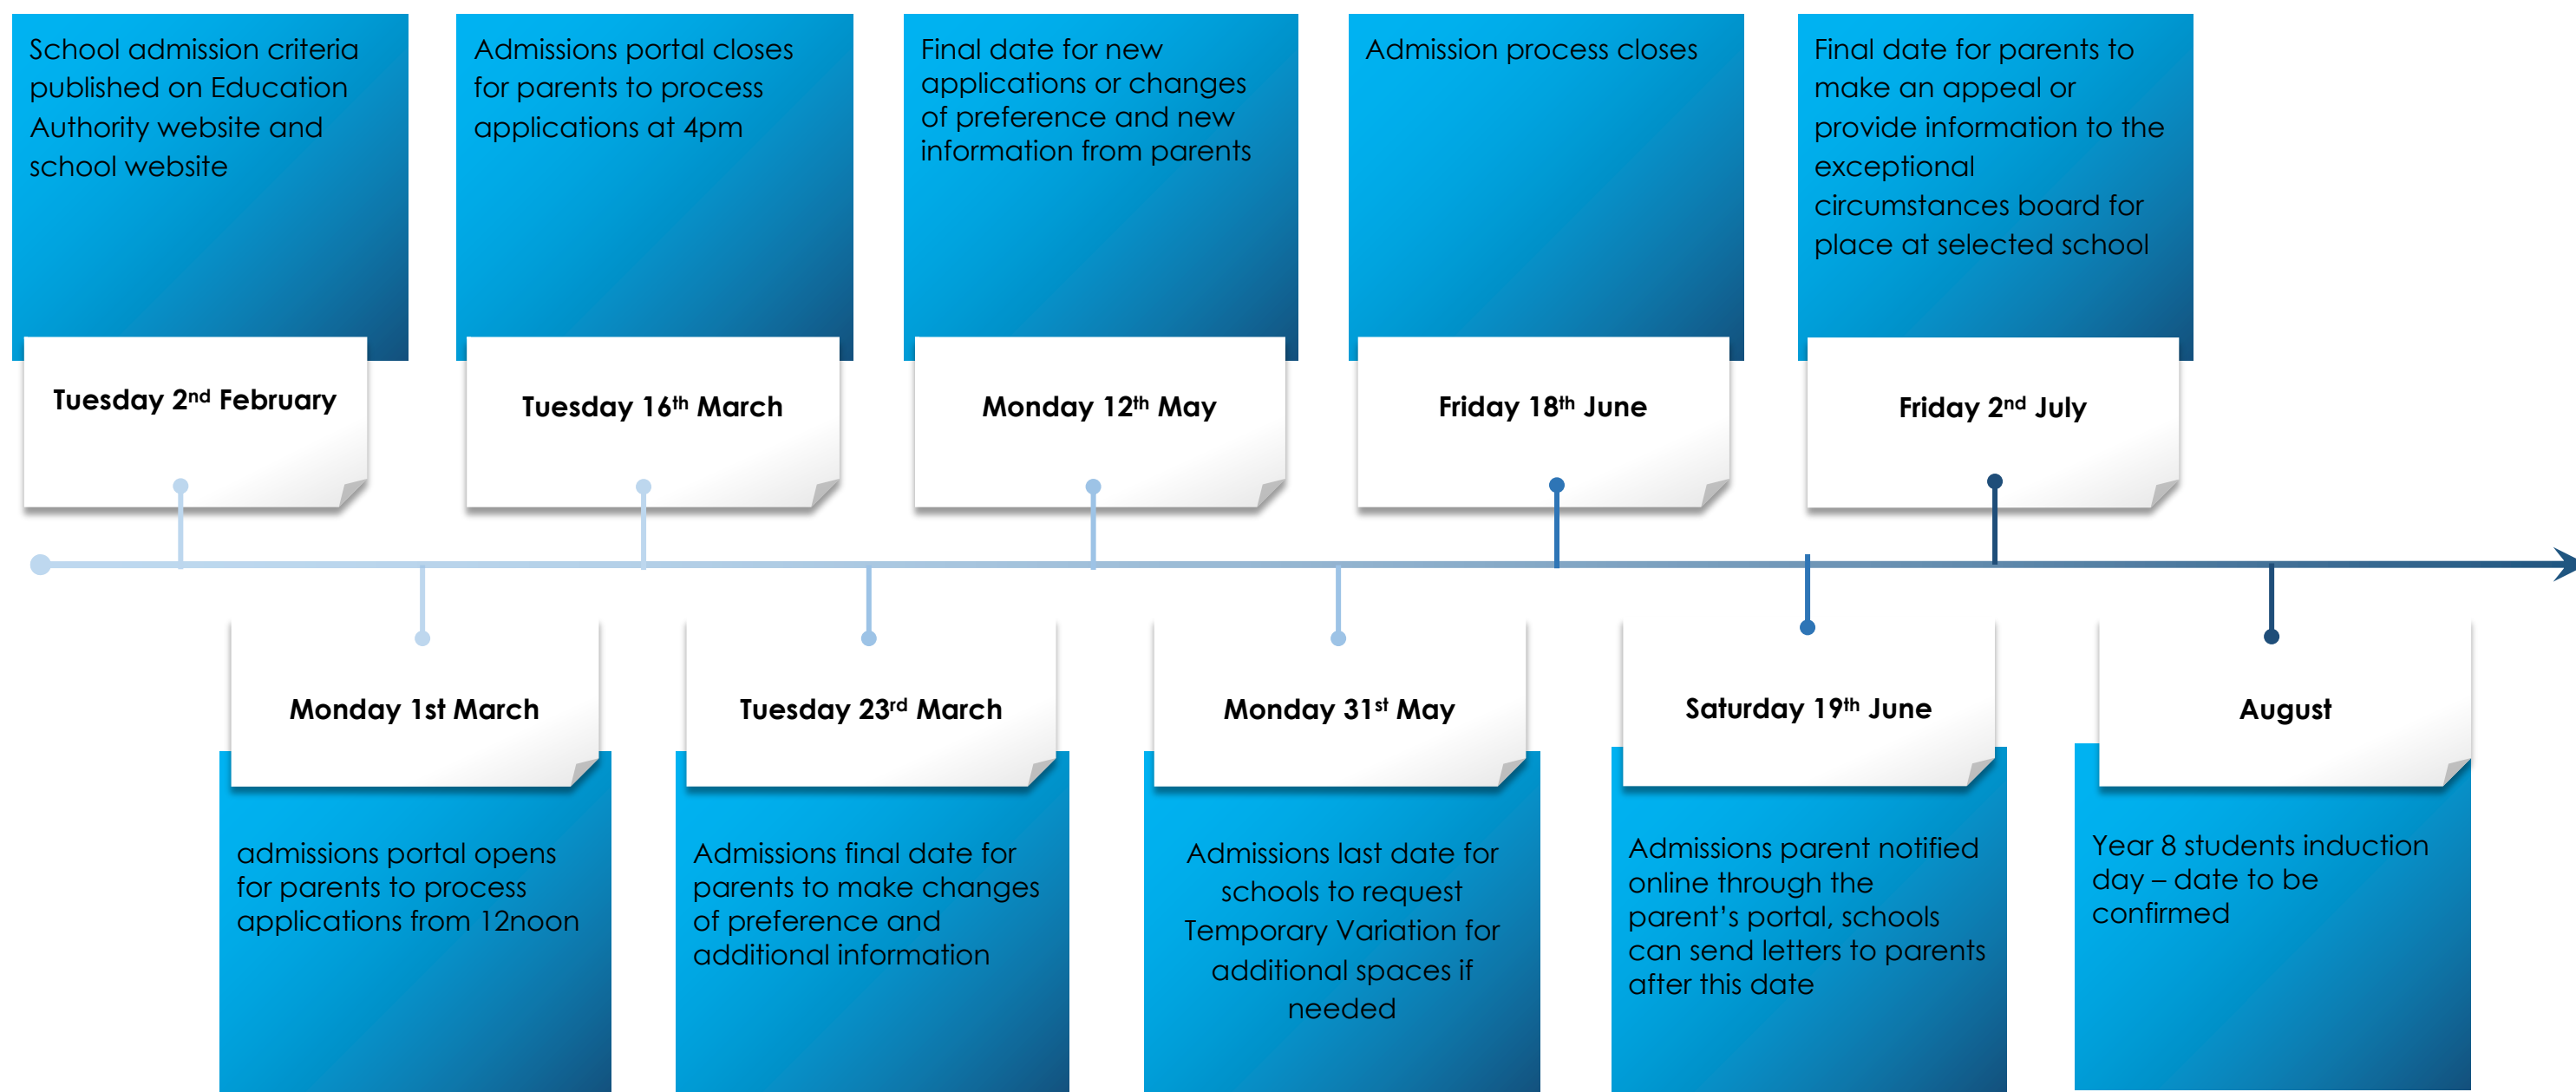 School admission criteria
published on Education
Authority website and
school website
Tuesday 2nd February
Admissions portal closes
for parents to process
applications at 4pm
Tuesday 16th March
Final date for new
applications or changes
of preference and new
information from parents
Monday 12th May
Admission process closes
Friday 18th June
Final date for parents to
make an appeal or
provide information to the
exceptional
circumstances board for
place at selected school
Friday 2nd July
Monday 1st March
admissions portal opens
for parents to process
applications from 12noon
Tuesday 23rd March
Admissions final date for
parents to make changes
of preference and
additional information
Monday 31st May
Admissions last date for
schools to request
Temporary Variation for
additional spaces if
needed
Saturday 19th June
Admissions parent notified
online through the
parent’s portal, schools
can send letters to parents
after this date
August
Year 8 students induction
day – date to be
confirmed